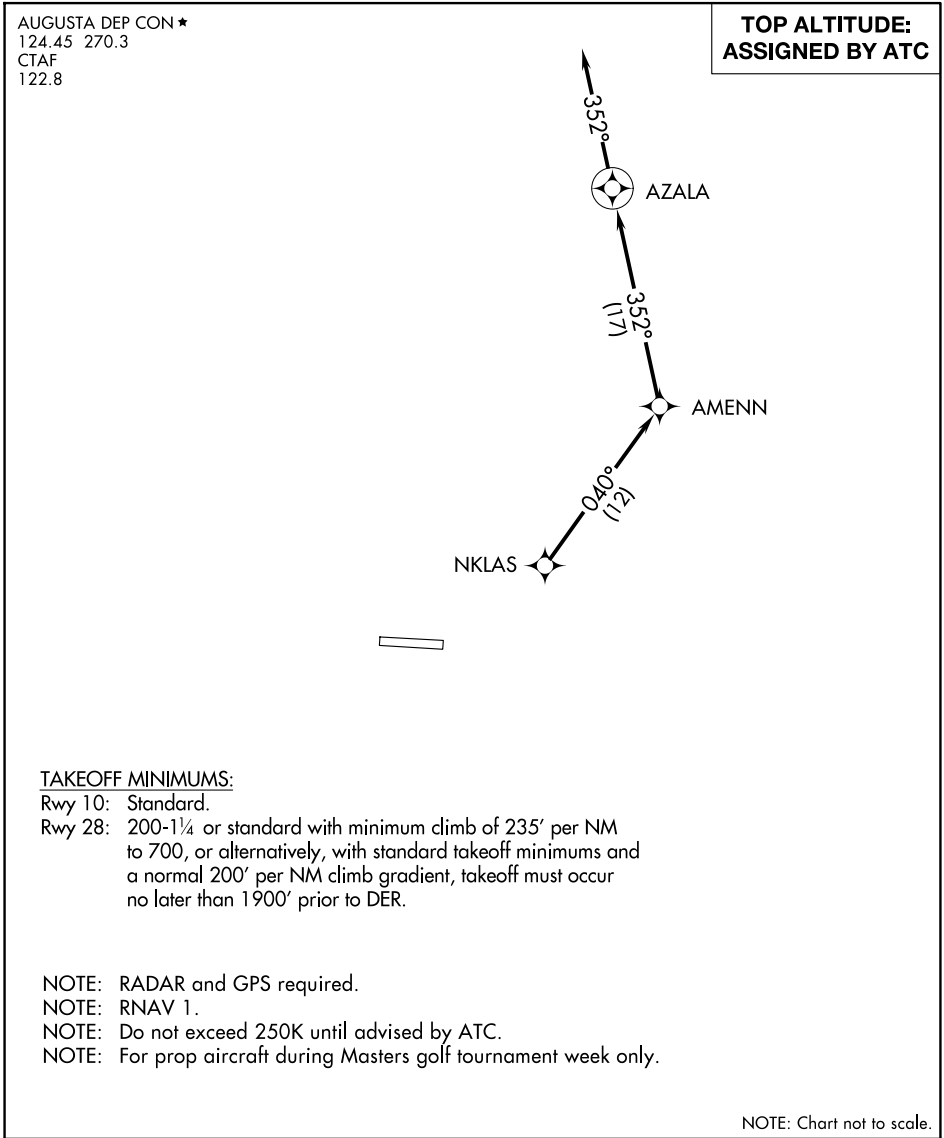 AUGUSTA DEP CON ★
124.45 270.3
CTAF
122.8
TOP ALTITUDE:
ASSIGNED BY ATC
352°
AZALA
352°
(17)
AMENN
040°
(12)
NKLAS
TAKEOFF MINIMUMS:
Rwy 10: Standard.
Rwy 28: 200-1¼ or standard with minimum climb of 235' per NM
to 700, or alternatively, with standard takeoff minimums and
a normal 200' per NM climb gradient, takeoff must occur
no later than 1900' prior to DER.
NOTE: RADAR and GPS required.
NOTE: RNAV 1.
NOTE: Do not exceed 250K until advised by ATC.
NOTE: For prop aircraft during Masters golf tournament week only.
NOTE: Chart not to scale.